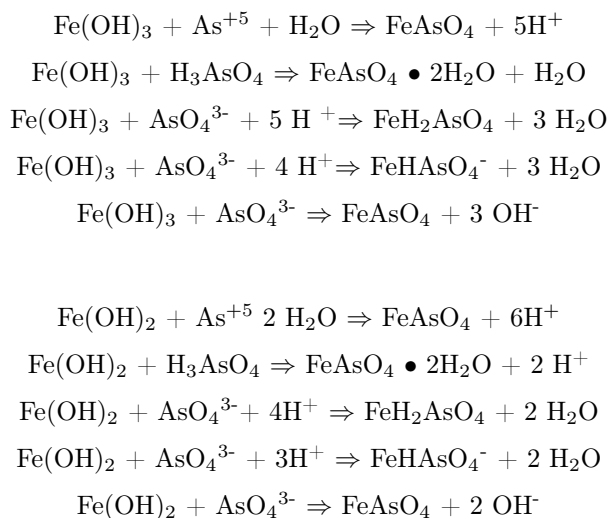 Fe(OH)₃ + As⁺⁵ + H₂O ⇒ FeAsO₄ + 5H⁺
Fe(OH)₃ + H₃AsO₄ ⇒ FeAsO₄ • 2H₂O + H₂O
Fe(OH)₃ + AsO₄³⁻ + 5 H ⁺⇒ FeH₂AsO₄ + 3 H₂O
Fe(OH)₃ + AsO₄³⁻ + 4 H⁺⇒ FeHAsO₄⁻ + 3 H₂O
Fe(OH)₃ + AsO₄³⁻ ⇒ FeAsO₄ + 3 OH⁻
Fe(OH)₂ + As⁺⁵ 2 H₂O ⇒ FeAsO₄ + 6H⁺
Fe(OH)₂ + H₃AsO₄ ⇒ FeAsO₄ • 2H₂O + 2 H⁺
Fe(OH)₂ + AsO₄³⁻+ 4H⁺ ⇒ FeH₂AsO₄ + 2 H₂O
Fe(OH)₂ + AsO₄³⁻ + 3H⁺ ⇒ FeHAsO₄⁻ + 2 H₂O
Fe(OH)₂ + AsO₄³⁻ ⇒ FeAsO₄ + 2 OH⁻